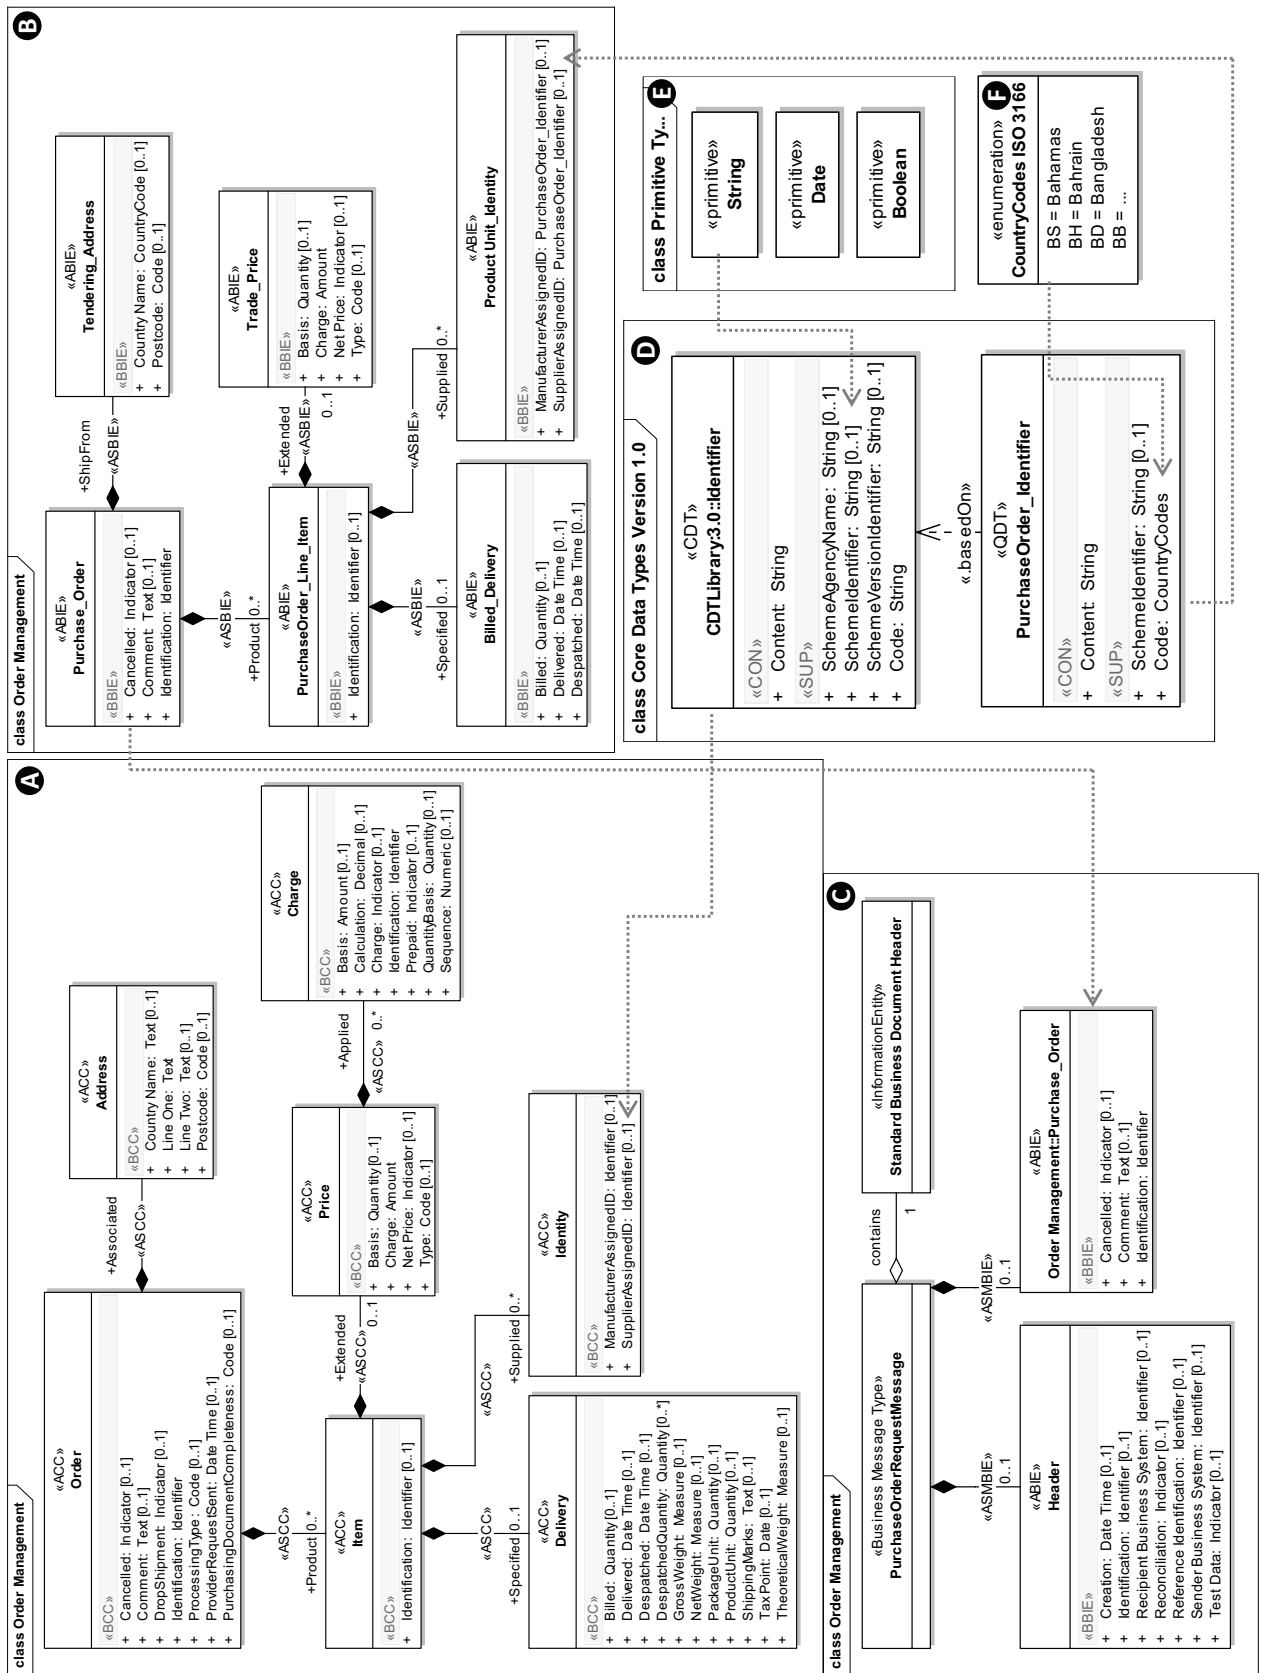 class Order Management
A
«ACC»
Order
«BCC»
+ Cancelled: Indicator [0..1]
+ Comment: Text [0..1]
+ DropShipment: Indicator [0..1]
+ Identification: Identifier
+ ProcessingType: Code [0..1]
+ ProviderRequestSent: Date Time [0..1]
+ PurchasingDocumentCompleteness: Code [0..1]
+Associated
«ASCC»
«ACC»
Address
«BCC»
+ Country Name: Text [0..1]
+ Line One: Text
+ Line Two: Text [0..1]
+ Postcode: Code [0..1]
«ASCC»
+Product 0..*
«ACC»
Item
«BCC»
+ Identification: Identifier [0..1]
+Extended
«ASCC»
0..1
«ACC»
Price
«BCC»
+ Basis: Quantity [0..1]
+ Charge: Amount
+ Net Price: Indicator [0..1]
+ Type: Code [0..1]
+Applied
0..*
«ASCC»
«ACC»
Charge
«BCC»
+ Basis: Amount [0..1]
+ Calculation: Decimal [0..1]
+ Charge: Indicator [0..1]
+ Identification: Identifier
+ Prepaid: Indicator [0..1]
+ QuantityBasis: Quantity [0..1]
+ Sequence: Numeric [0..1]
«ASCC»
+Specified 0..1
«ASCC»
+Supplied 0..*
«ACC»
Delivery
«BCC»
+ Billed: Quantity [0..1]
+ Delivered: Date Time [0..1]
+ Despatched: Date Time [0..1]
+ DespatchedQuantity: Quantity [0..*]
+ GrossWeight: Measure [0..1]
+ NetWeight: Measure [0..1]
+ PackageUnit: Quantity [0..1]
+ ProductUnit: Quantity [0..1]
+ ShippingMarks: Text [0..1]
+ TaxPoint: Date [0..1]
+ TheoreticalWeight: Measure [0..1]
«ACC»
Identity
«BCC»
+ ManufacturerAssignedID: Identifier [0..1]
+ SupplierAssignedID: Identifier [0..1]
class Order Management
B
«ABIE»
Purchase_Order
«BBIE»
+ Cancelled: Indicator [0..1]
+ Comment: Text [0..1]
+ Identification: Identifier
+ShipFrom
«ASBIE»
«ABIE»
Tendering_Address
«BBIE»
+ Country Name: CountryCode [0..1]
+ Postcode: Code [0..1]
«ASBIE»
+Product 0..*
«ABIE»
PurchaseOrder_Line_Item
«BBIE»
+ Identification: Identifier [0..1]
+Extended
«ASBIE»
0..1
«ABIE»
Trade_Price
«BBIE»
+ Basis: Quantity [0..1]
+ Charge: Amount
+ Net Price: Indicator [0..1]
+ Type: Code [0..1]
«ASBIE»
+Specified 0..1
«ASBIE»
+Supplied 0..*
«ABIE»
Billed_Delivery
«BBIE»
+ Billed: Quantity [0..1]
+ Delivered: Date Time [0..1]
+ Despatched: Date Time [0..1]
«ABIE»
Product Unit_Identity
«BBIE»
+ ManufacturerAssignedID: PurchaseOrder_Identifier [0..1]
+ SupplierAssignedID: PurchaseOrder_Identifier [0..1]
class Order Management
C
«Business Message Type»
PurchaseOrderRequestMessage
contains
1
«InformationEntity»
Standard Business Document Header
«ASMBIE»
0..1
«ASMBIE»
0..1
«ABIE»
Header
«BBIE»
+ Creation: Date Time [0..1]
+ Identification: Identifier [0..1]
+ Recipient Business System: Identifier [0..1]
+ Reconciliation: Indicator [0..1]
+ Reference Identification: Identifier [0..1]
+ Sender Business System: Identifier [0..1]
+ Test Data: Indicator [0..1]
«ABIE»
Order Management::Purchase_Order
«BBIE»
+ Cancelled: Indicator [0..1]
+ Comment: Text [0..1]
+ Identification: Identifier
class Core Data Types Version 1.0
D
«CDT»
CDTLibrary:3.0::Identifier
«CON»
+ Content: String
«SUP»
+ SchemeAgencyName: String [0..1]
+ SchemeIdentifier: String [0..1]
+ SchemeVersionIdentifier: String [0..1]
+ Code: String
«.basedOn»
«QDT»
PurchaseOrder_Identifier
«CON»
+ Content: String
«SUP»
+ SchemeIdentifier: String [0..1]
+ Code: CountryCodes
class Primitive Ty...
E
«primitive»
String
«primitive»
Date
«primitive»
Boolean
F
«enumeration»
CountryCodes ISO 3166
BS = Bahamas
BH = Bahrain
BD = Bangladesh
BB = ...